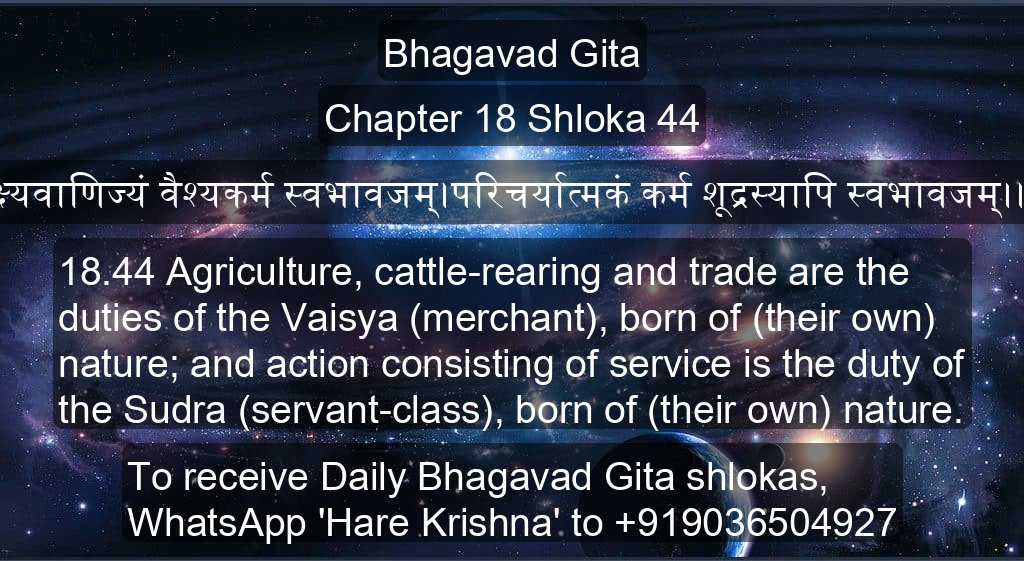 Bhagavad Gita
Chapter 18 Shloka 44
वैश्यकर्म स्वभावजम्।परिचर्यात्मकं कर्म शूद्रस्यापि स्वभावजम्।।
18.44 Agriculture, cattle-rearing and trade are the
duties of the Vaisya (merchant), born of (their own)
nature; and action consisting of service is the duty of
the Sudra (servant-class), born of (their own) nature.
To receive Daily Bhagavad Gita shlokas,
WhatsApp 'Hare Krishna' to +919036504927